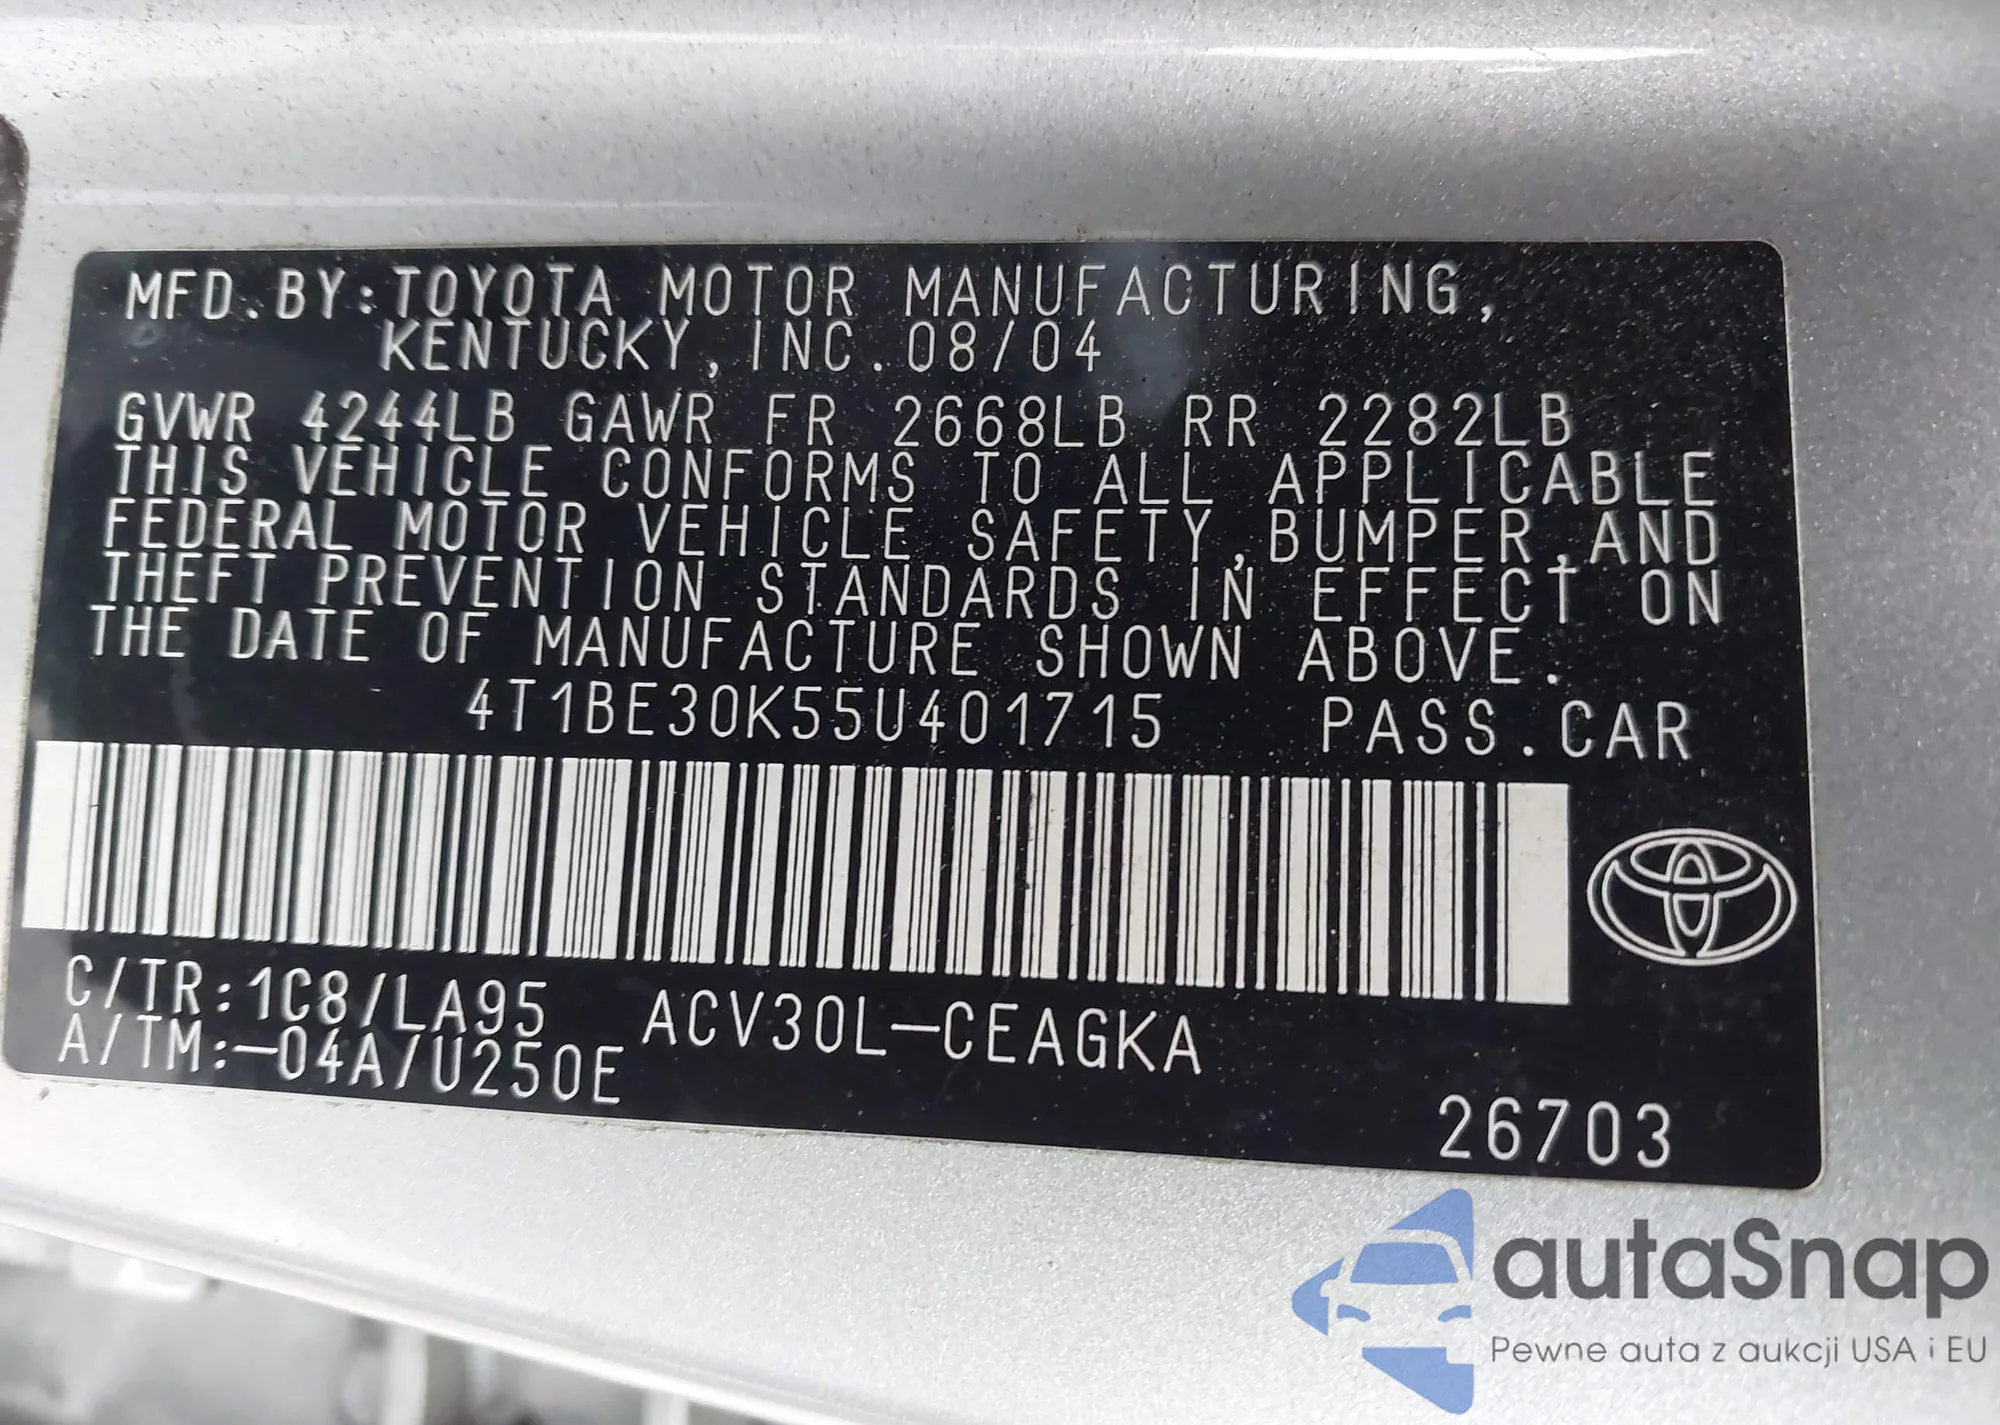 MFD.BY:TOYOTA MOTOR MANUFACTURING,
KENTUCKY,INC.08/04
GVWR 4244LB GAWR FR 2668LB RR 2282LB
THIS VEHICLE CONFORMS TO ALL APPLICABLE
FEDERAL MOTOR VEHICLE SAFETY,BUMPER,AND
THEFT PREVENTION STANDARDS IN EFFECT ON
THE DATE OF MANUFACTURE SHOWN ABOVE.
4T1BE30K55U401715 PASS.CAR
C/TR:1C8/LA95 ACV30L-CEAGKA
A/TM:-04A/U250E
26703
autaSnap
Pewne auta z aukcji USA i EU